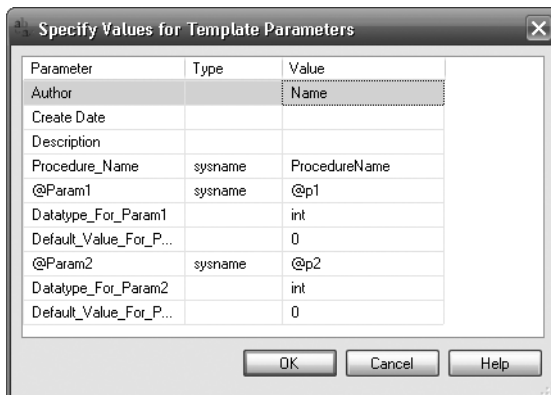 Specify Values for Template Parameters
Parameter Type Value
Author Name
Create Date
Description
Procedure_Name sysname ProcedureName
@Param1 sysname @p1
Datatype_For_Param1 int
Default_Value_For_P... 0
@Param2 sysname @p2
Datatype_For_Param2 int
Default_Value_For_P... 0
OK Cancel Help